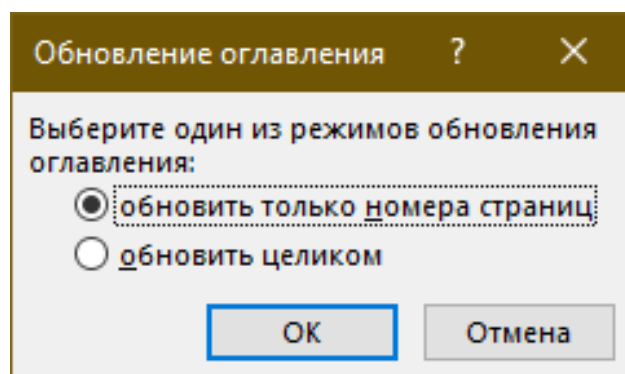 Обновление оглавления ?
Выберите один из режимов обновления
оглавления:
обновить только номера страниц
обновить целиком
ОК Отмена